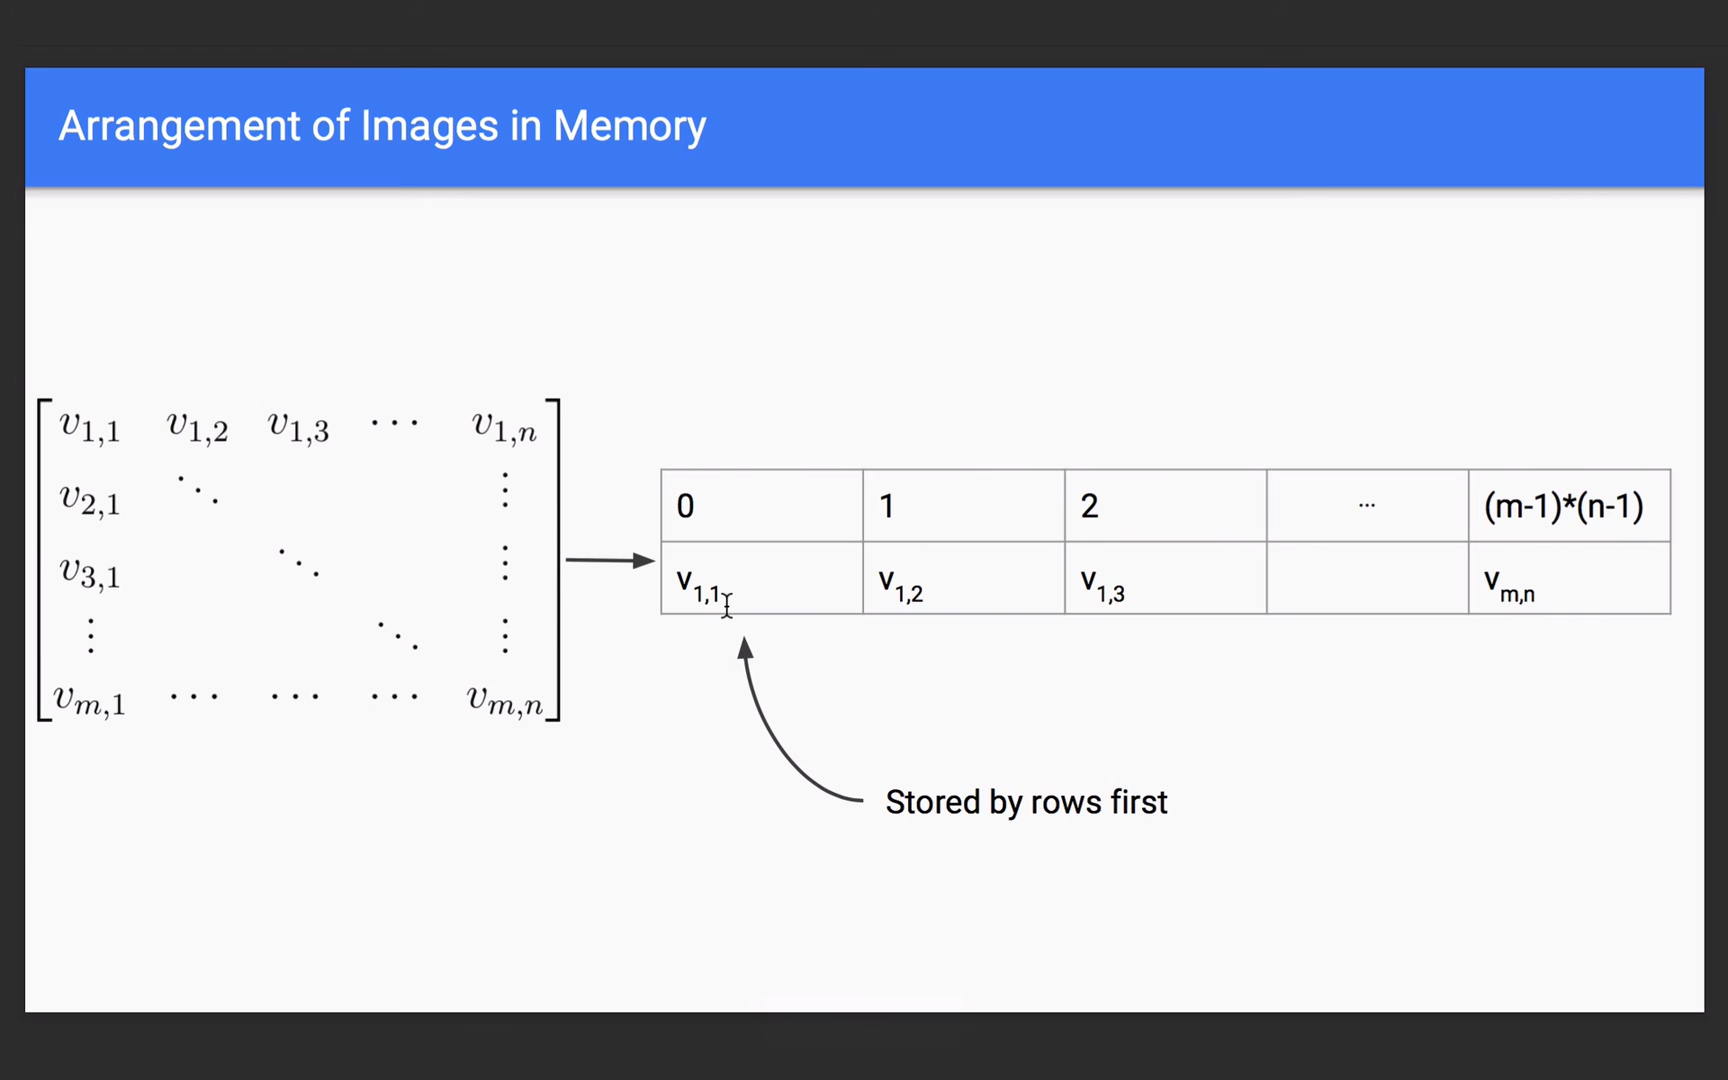 Arrangement of Images in Memory
v1,1 v1,2 v1,3 ⋯ v1,n
v2,1 ⋱ ⋮
v3,1 ⋱ ⋮
⋮ ⋱ ⋮
vm,1 ⋯ ⋯ ⋯ vm,n
0 1 2 ... (m-1)*(n-1)
v1,1 v1,2 v1,3 vm,n
Stored by rows first